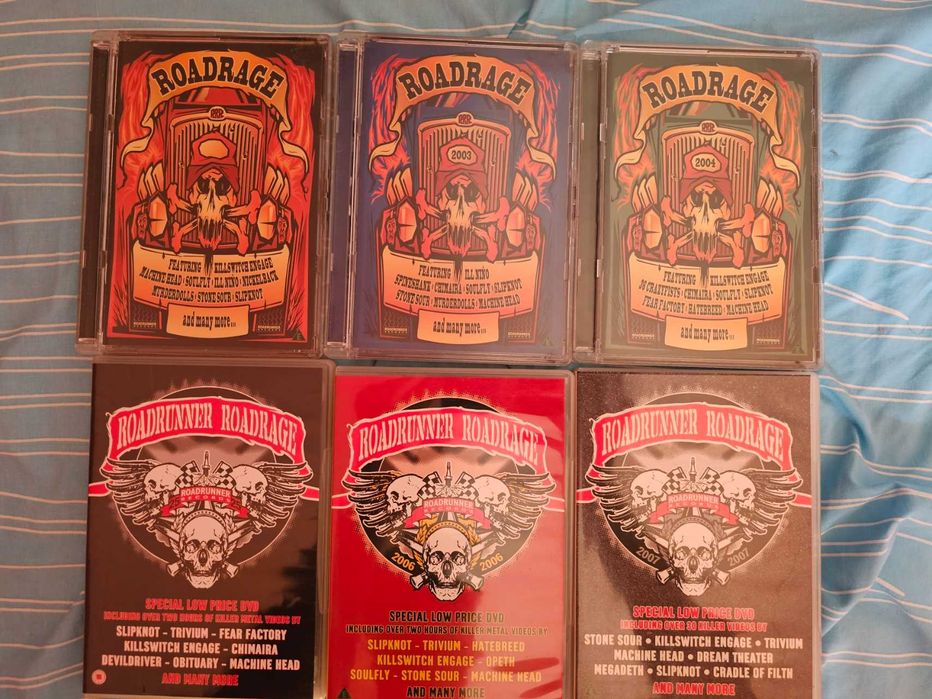 ROADRAGE
RR
FEATURING KILLSWITCH ENGAGE
MACHINE HEAD · SOULFLY · ILL NIÑO · NICKELBACK
MURDERDOLLS · STONE SOUR · SLIPKNOT
and many more...
ROADRAGE
RR
2003
FEATURING ILL NIÑO
SPINESHANK · CHIMAIRA · SOULFLY · SLIPKNOT
STONE SOUR · MURDERDOLLS · MACHINE HEAD
and many more...
ROADRAGE
RR
2004
FEATURING KILLSWITCH ENGAGE
36 CRAZYFISTS · CHIMAIRA · SOULFLY · SLIPKNOT
FEAR FACTORY · HATEBREED · MACHINE HEAD
and many more...
ROADRUNNER ROADRAGE
ROADRUNNER
RECORDS
SPECIAL LOW PRICE DVD
INCLUDING OVER TWO HOURS OF KILLER METAL VIDEOS BY
SLIPKNOT - TRIVIUM - FEAR FACTORY
KILLSWITCH ENGAGE - CHIMAIRA
DEVILDRIVER - OBITUARY - MACHINE HEAD
AND MANY MORE
ROADRUNNER ROADRAGE
ROADRUNNER
2006 2006
SPECIAL LOW PRICE DVD
INCLUDING OVER TWO HOURS OF KILLER METAL VIDEOS BY
SLIPKNOT - TRIVIUM - HATEBREED
KILLSWITCH ENGAGE - OPETH
SOULFLY - STONE SOUR - MACHINE HEAD
AND MANY MORE
ROADRUNNER ROADRAGE
ROADRUNNER
2007 2007
SPECIAL LOW PRICE DVD
INCLUDING OVER 30 KILLER VIDEOS BY
STONE SOUR • KILLSWITCH ENGAGE • TRIVIUM
MACHINE HEAD • DREAM THEATER
MEGADETH • SLIPKNOT • CRADLE OF FILTH
AND MANY MORE